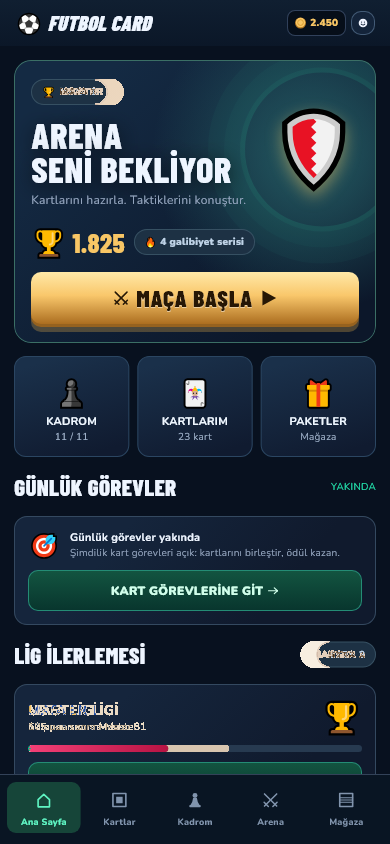 FUTBOL CARD
2.450
ARENA
SENİ BEKLİYOR
Kartlarını hazırla. Taktiklerini konuştur.
1.825
4 galibiyet serisi
MAÇA BAŞLA
KADROM
11 / 11
KARTLARIM
23 kart
PAKETLER
Mağaza
GÜNLÜK GÖREVLER
YAKINDA
Günlük görevler yakında
Şimdilik kart görevleri açık: kartlarını birleştir, ödül kazan.
KART GÖREVLERİNE GİT →
LİG İLERLEMESİ
Ana Sayfa
Kartlar
Kadrom
Arena
Mağaza